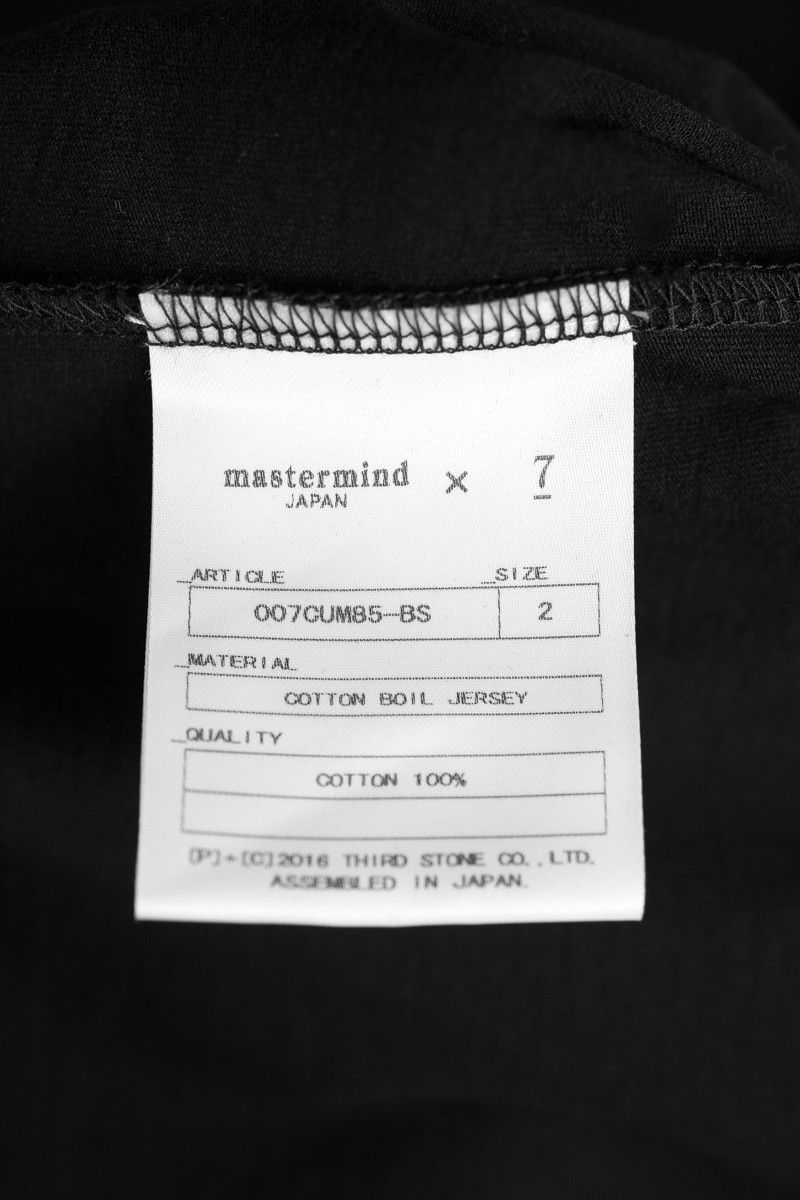 mastermind × 7
JAPAN
_ARTICLE _SIZE
007CUM85-BS 2
_MATERIAL
COTTON BOIL JERSEY
_QUALITY
COTTON 100%
[P]+[C]2016 THIRD STONE CO.,LTD.
ASSEMBLED IN JAPAN.